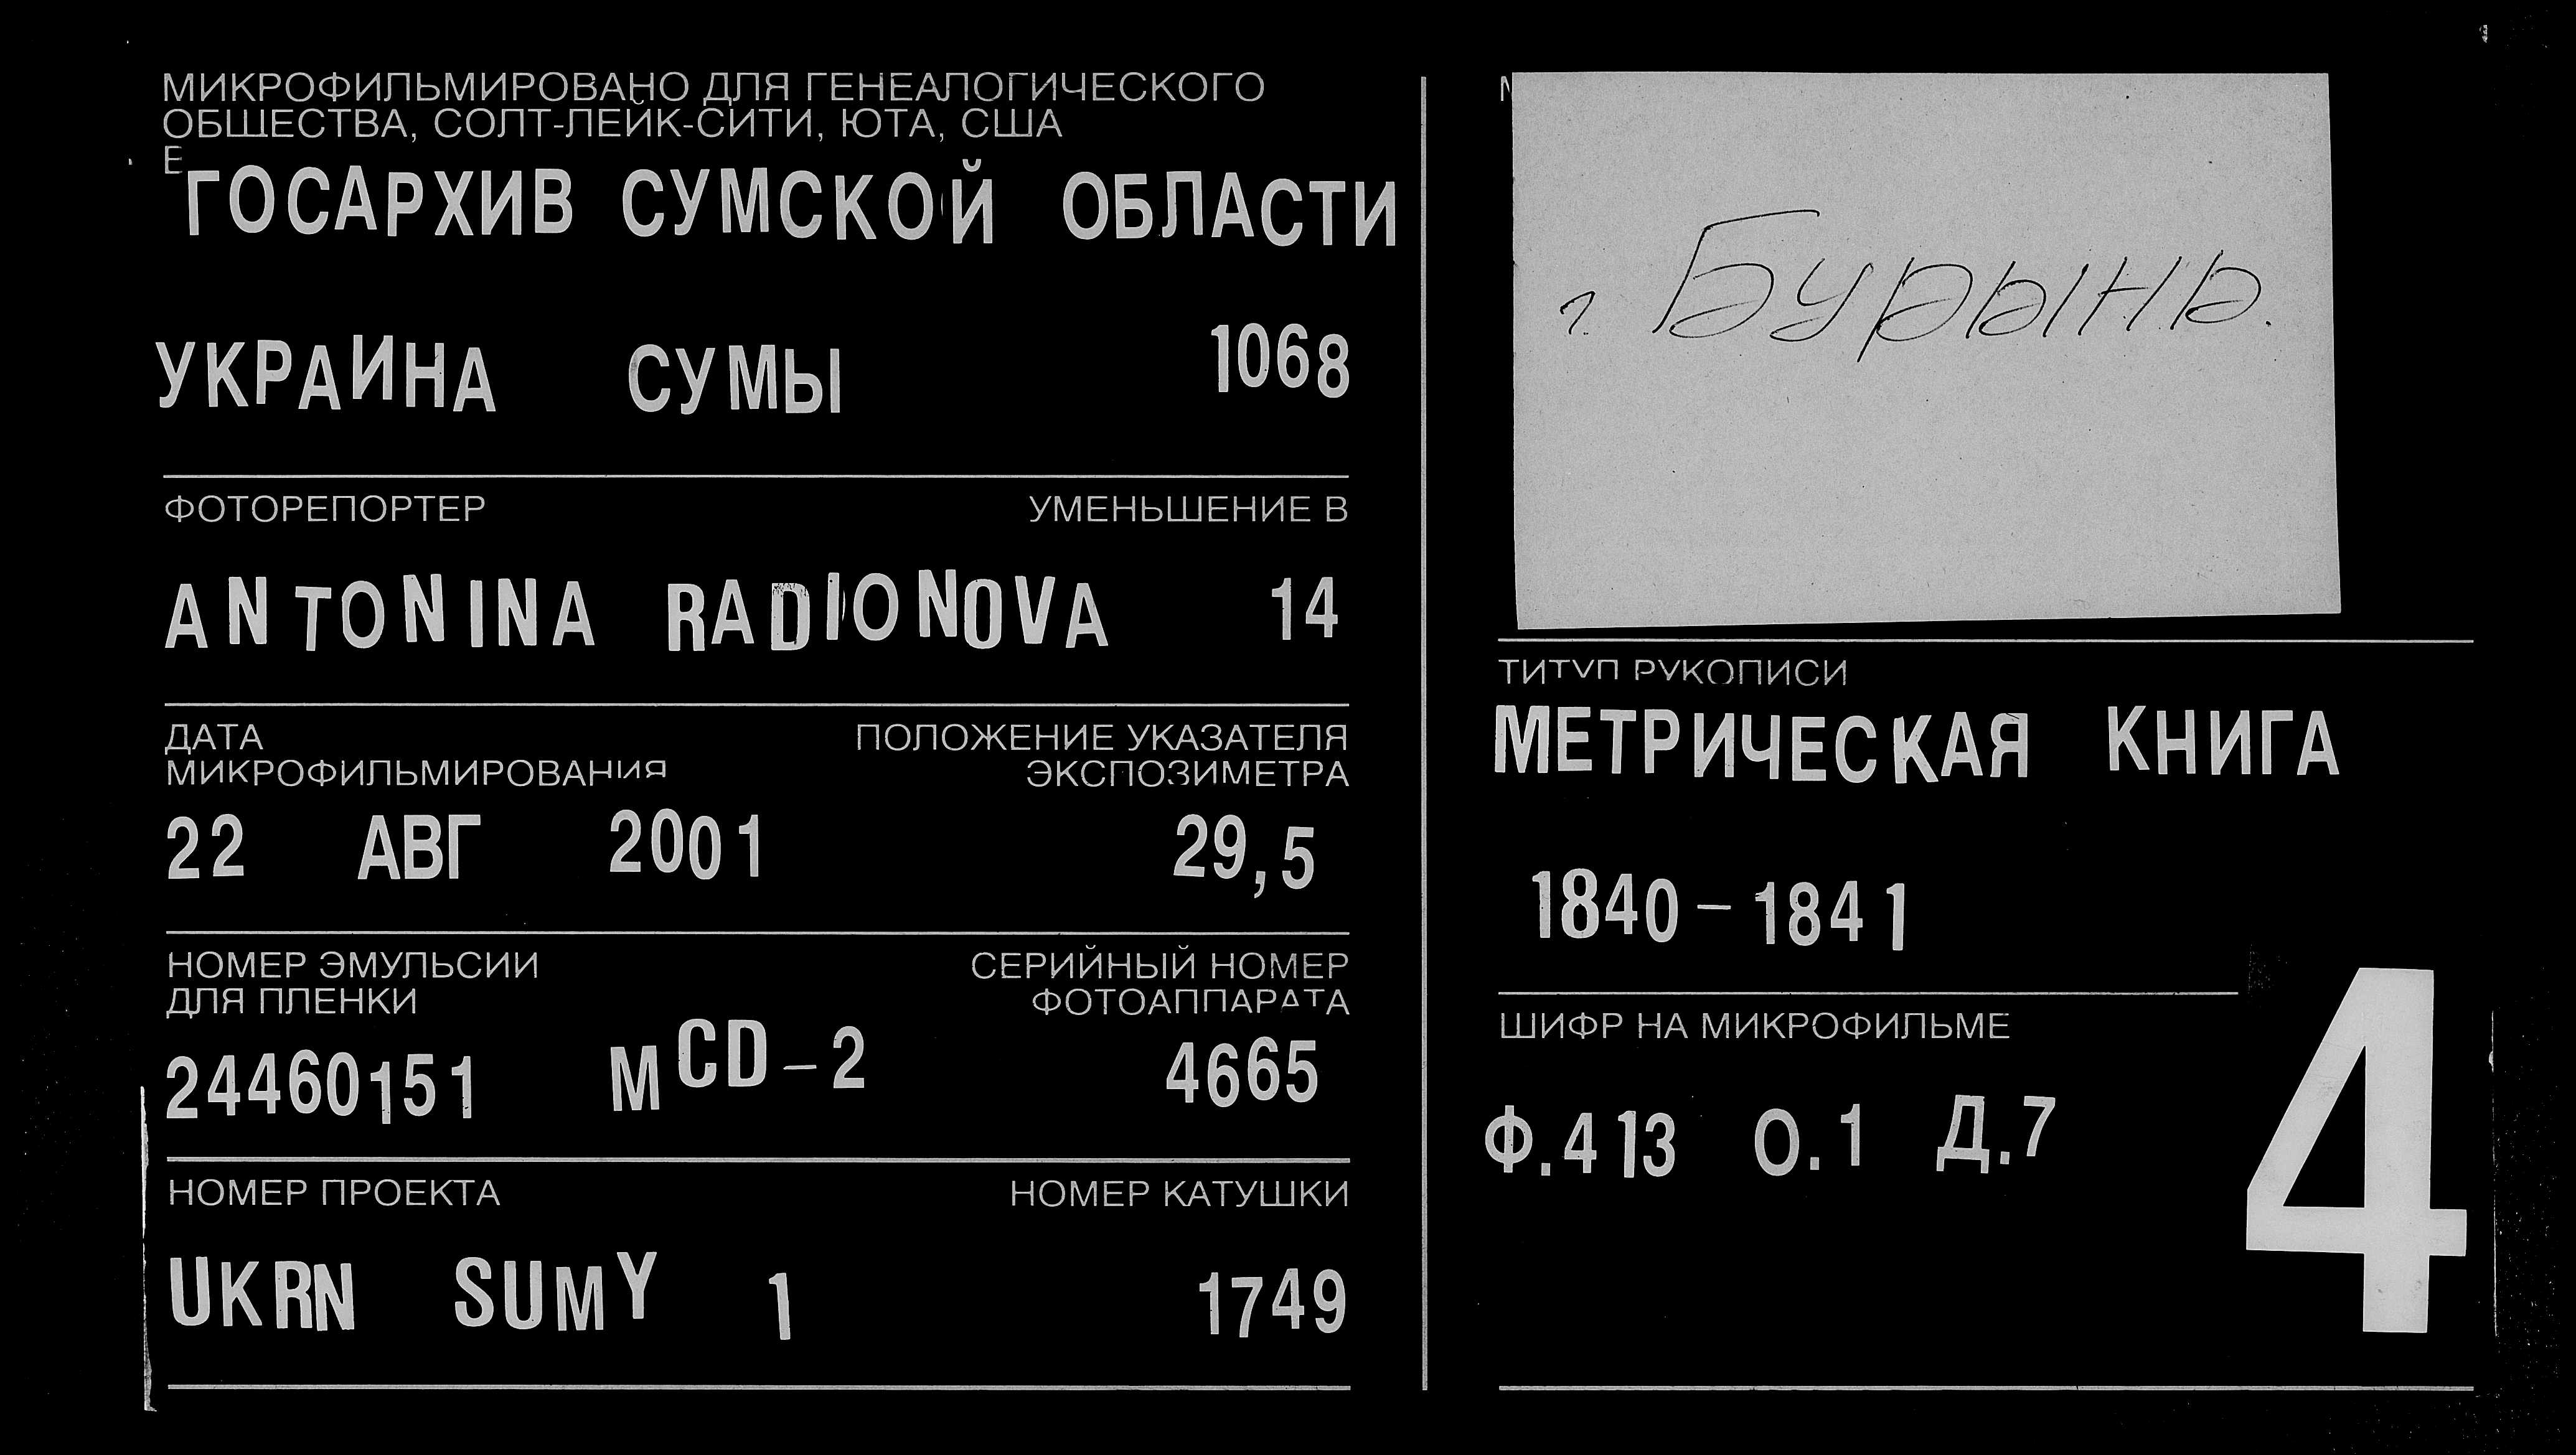 МИКРОФИЛЬМИРОВАНО ДЛЯ ГЕНЕАЛОГИЧЕСКОГО
ОБЩЕСТВА, СОЛТ-ЛЕЙК-СИТИ, ЮТА, США
ГОСАРХИВ СУМСКОЙ ОБЛАСТИ
УКРАИНА СУМЫ 1068
ФОТОРЕПОРТЕР УМЕНЬШЕНИЕ В
ANTONINA RADIONOVA 14
ДАТА ПОЛОЖЕНИЕ УКАЗАТЕЛЯ
МИКРОФИЛЬМИРОВАНИЯ ЭКСПОЗИМЕТРА
22 АВГ 2001 29,5
НОМЕР ЭМУЛЬСИИ СЕРИЙНЫЙ НОМЕР
ДЛЯ ПЛЕНКИ ФОТОАППАРАТА
24460151 MCD-2 4665
НОМЕР ПРОЕКТА НОМЕР КАТУШКИ
UKRN SUMY 1 1749
г. Бурынь.
ТИТУЛ РУКОПИСИ
МЕТРИЧЕСКАЯ КНИГА
1840-1841
ШИФР НА МИКРОФИЛЬМЕ
Ф.413 О.1 Д.7
4